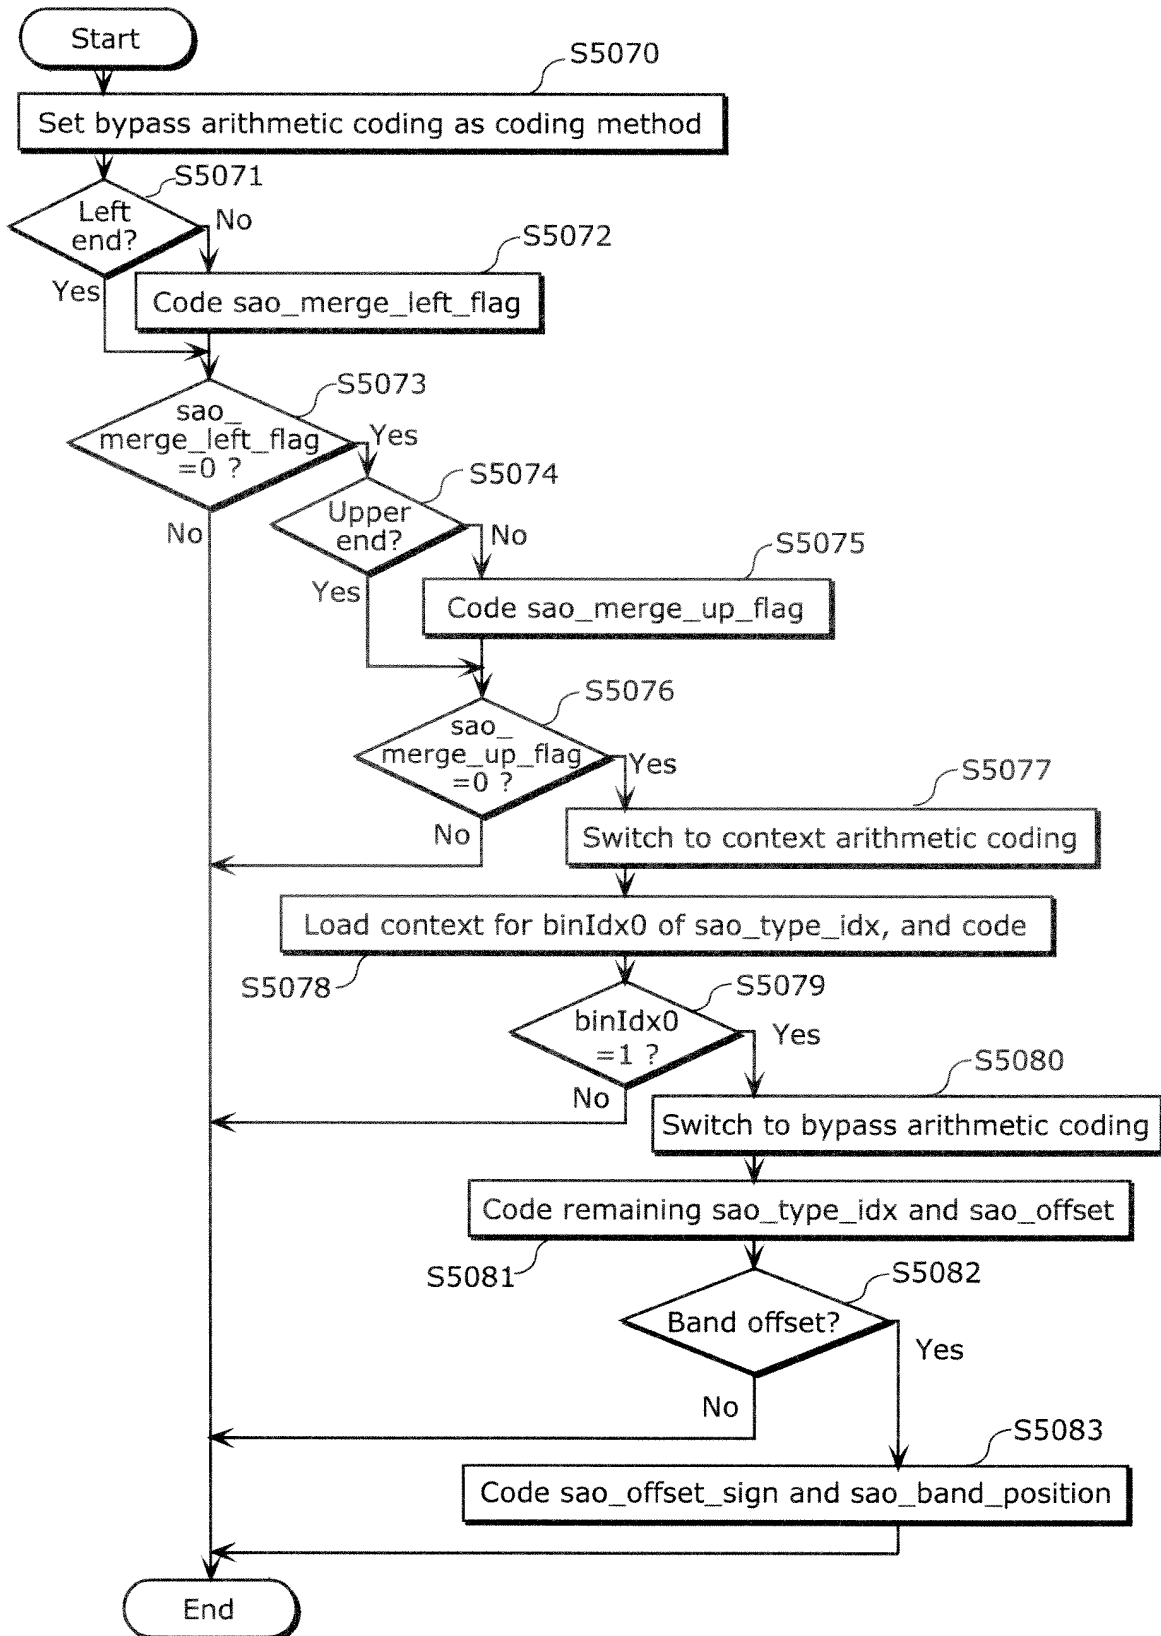 Start
S5070
Set bypass arithmetic coding as coding method
S5071
Left
end?
No
Yes
S5072
Code sao_merge_left_flag
S5073
sao_
merge_left_flag
=0 ?
Yes
No
S5074
Upper
end?
No
Yes
S5075
Code sao_merge_up_flag
S5076
sao_
merge_up_flag
=0 ?
Yes
No
S5077
Switch to context arithmetic coding
Load context for binIdx0 of sao_type_idx, and code
S5078
S5079
binIdx0
=1 ?
Yes
No
S5080
Switch to bypass arithmetic coding
Code remaining sao_type_idx and sao_offset
S5081
S5082
Band offset?
Yes
No
S5083
Code sao_offset_sign and sao_band_position
End